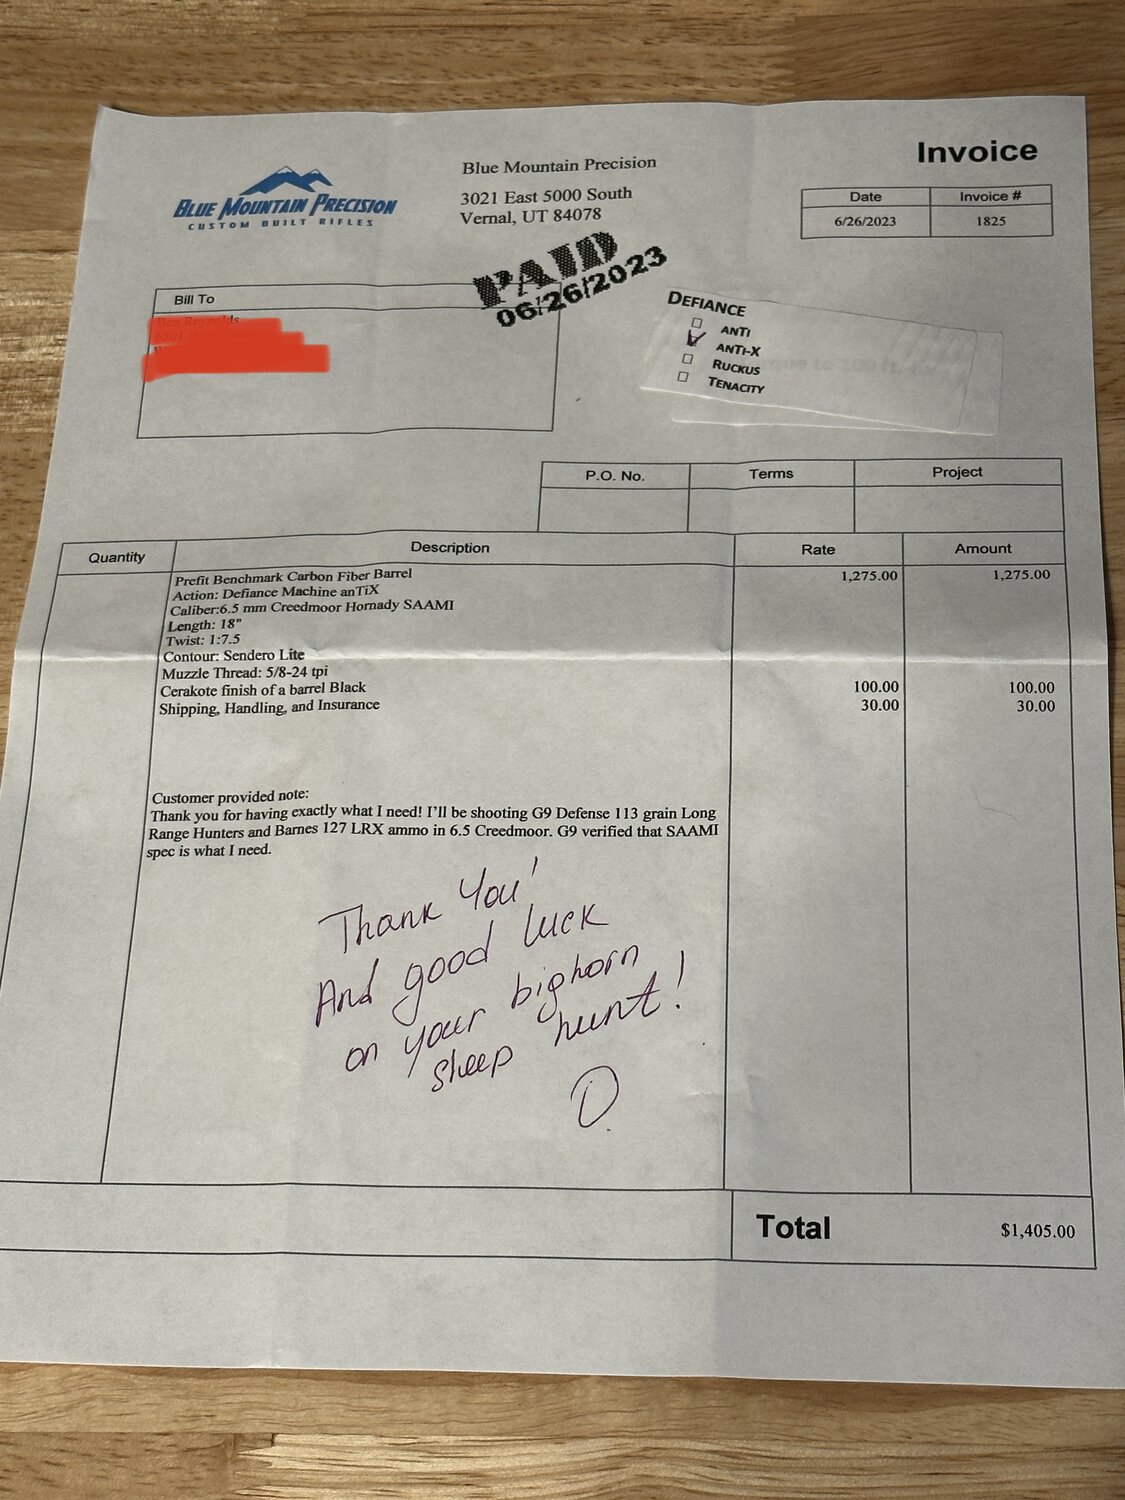 BLUE MOUNTAIN PRECISION
CUSTOM BUILT RIFLES
Blue Mountain Precision
3021 East 5000 South
Vernal, UT 84078
Invoice
Date
Invoice #
6/26/2023
1825
PAID
06/26/2023
Bill To
DEFIANCE
ANTI
ANTI-X
RUCKUS
TENACITY
P.O. No.
Terms
Project
Quantity
Description
Rate
Amount
Prefit Benchmark Carbon Fiber Barrel
1,275.00
1,275.00
Action: Defiance Machine anTiX
Caliber:6.5 mm Creedmoor Hornady SAAMI
Length: 18"
Twist: 1:7.5
Contour: Sendero Lite
Muzzle Thread: 5/8-24 tpi
Cerakote finish of a barrel Black
100.00
100.00
Shipping, Handling, and Insurance
30.00
30.00
Customer provided note:
Thank you for having exactly what I need! I'll be shooting G9 Defense 113 grain Long
Range Hunters and Barnes 127 LRX ammo in 6.5 Creedmoor. G9 verified that SAAMI
spec is what I need.
Thank You!
And good luck
on your bighorn
sheep hunt!
Total
$1,405.00